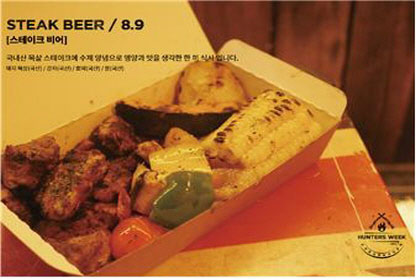 STEAK BEER / 8.9
[스테이크 비어]
국내산 목살 스테이크에 수제 양념으로 영양과 맛을 생각한 한 끼 식사 입니다.
HUNTERS WEEK